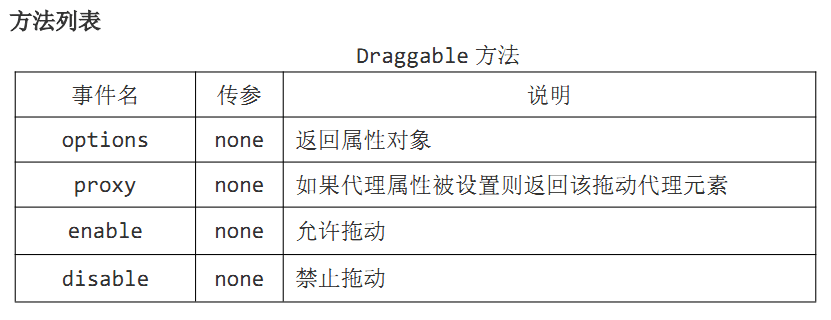 方法列表
Draggable 方法
事件名 传参 说明
options none 返回属性对象
proxy none 如果代理属性被设置则返回该拖动代理元素
enable none 允许拖动
disable none 禁止拖动